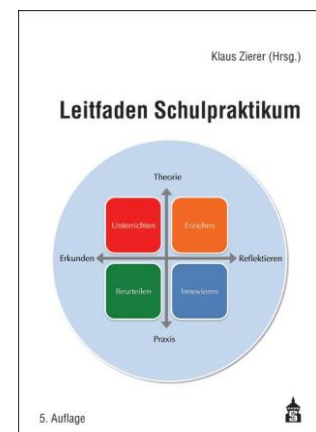 Klaus Zierer (Hrsg.)
Leitfaden Schulpraktikum
Theorie
Unterrichten
Erziehen
Erkunden
Reflektieren
Beurteilen
Innovieren
Praxis
5. Auflage
S